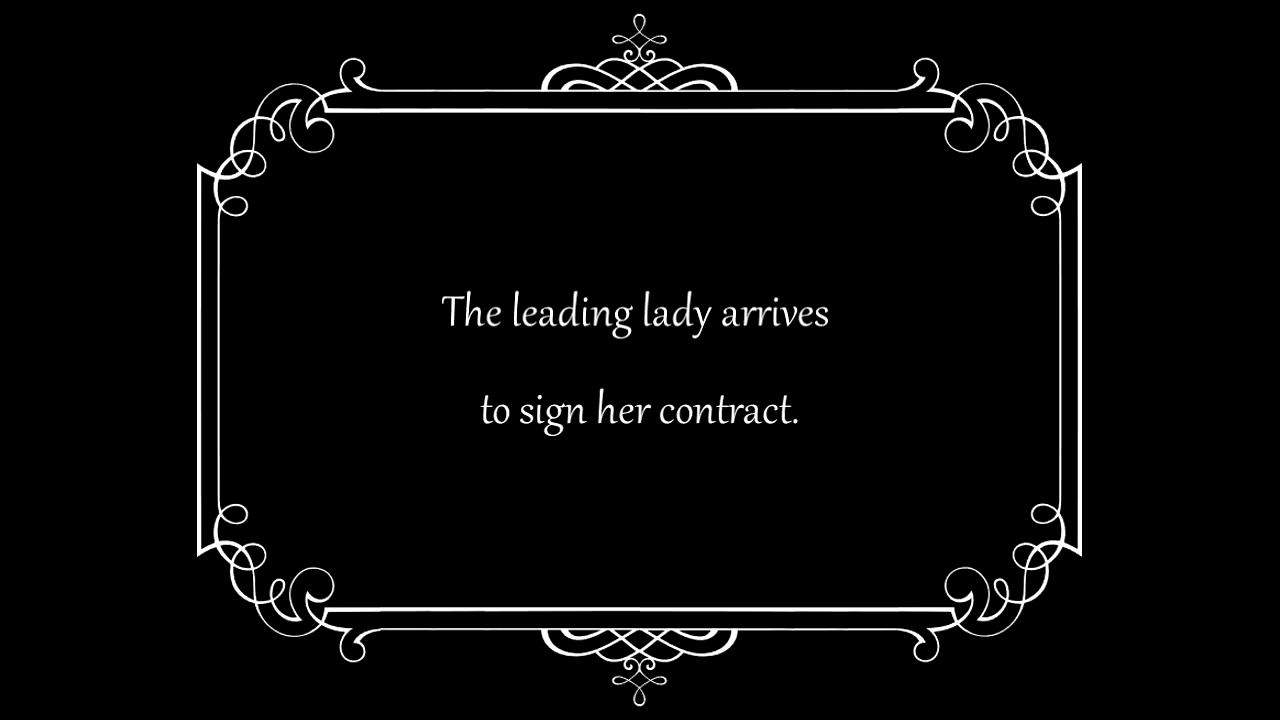 The leading lady arrives
to sign her contract.